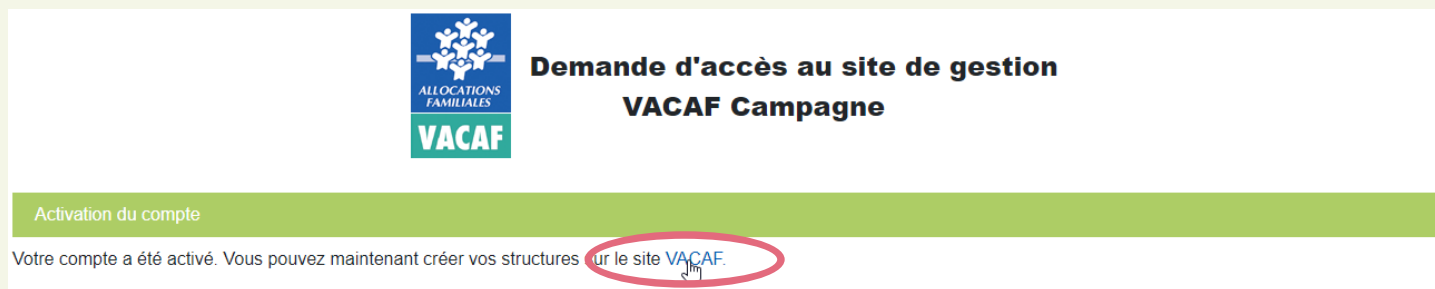 ALLOCATIONS
FAMILIALES
VACAF
Demande d'accès au site de gestion
VACAF Campagne
Activation du compte
Votre compte a été activé. Vous pouvez maintenant créer vos structures sur le site VACAF.